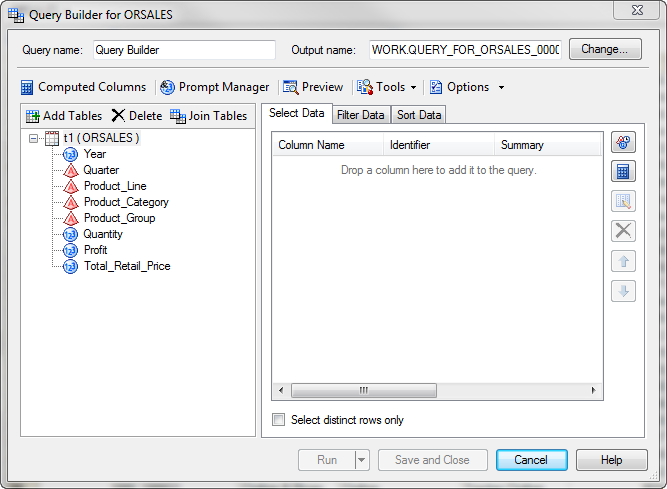 Query Builder for ORSALES
Query name: Query Builder Output name: WORK.QUERY_FOR_ORSALES_000 Change...
Computed Columns Prompt Manager Preview Tools Options
Add Tables Delete Join Tables
Select Data Filter Data Sort Data
t1 ( ORSALES )
Year
Quarter
Product_Line
Product_Category
Product_Group
Quantity
Profit
Total_Retail_Price
Column Name Identifier Summary
Drop a column here to add it to the query.
Select distinct rows only
Run Save and Close Cancel Help